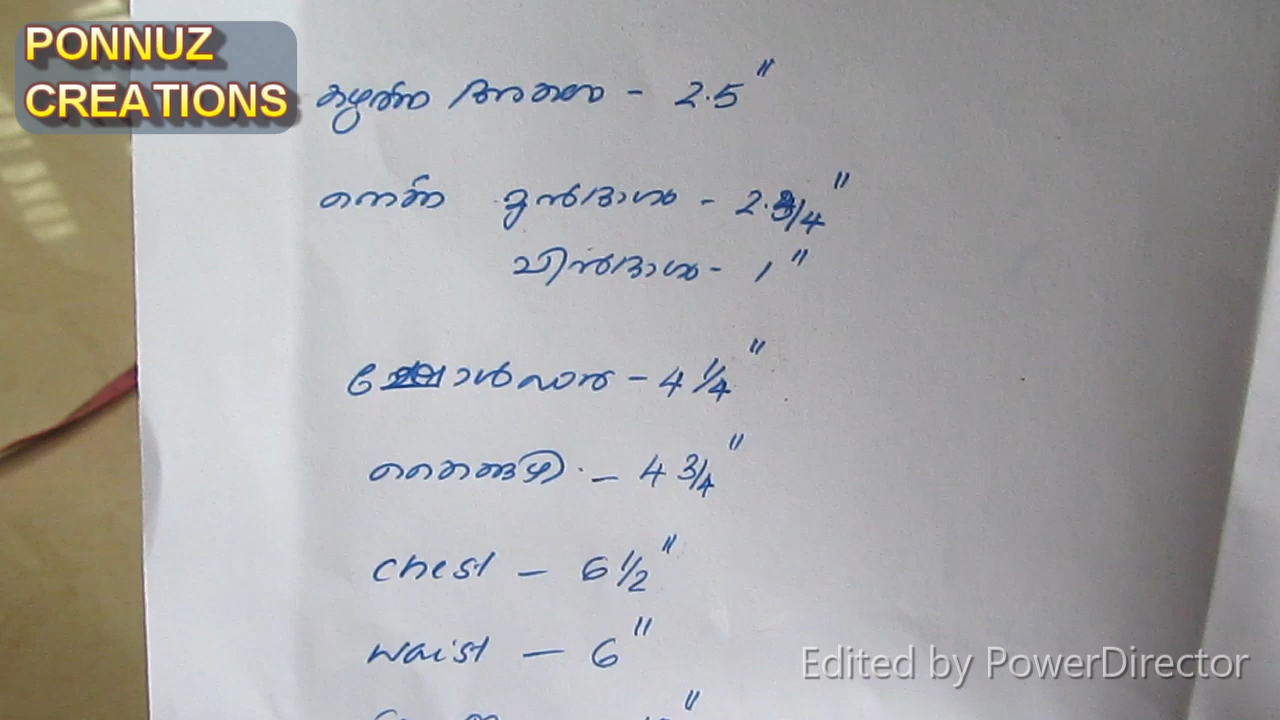 PONNUZ
CREATIONS
കഴുത്ത് അകലം - 2.5"
മുൻഭാഗം - 2.3/4"
പിൻഭാഗം - 1"
ഷോൾഡർ - 4 1/4"
കൈക്കുഴി - 4 3/4"
chest - 6 1/2"
waist - 6"
Edited by PowerDirector